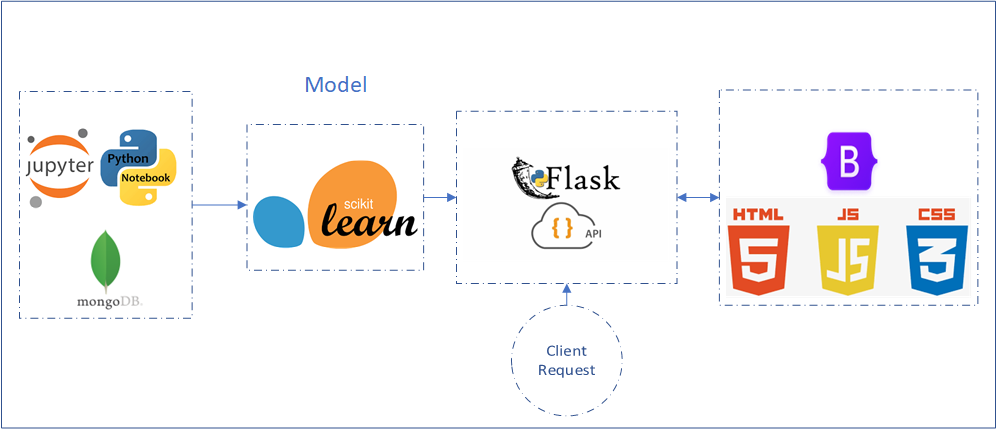 Model
jupyter
Python
Notebook
mongoDB.
scikit
learn
Flask
{ }
API
B
HTML
JS
CSS
5
JS
3
Client
Request